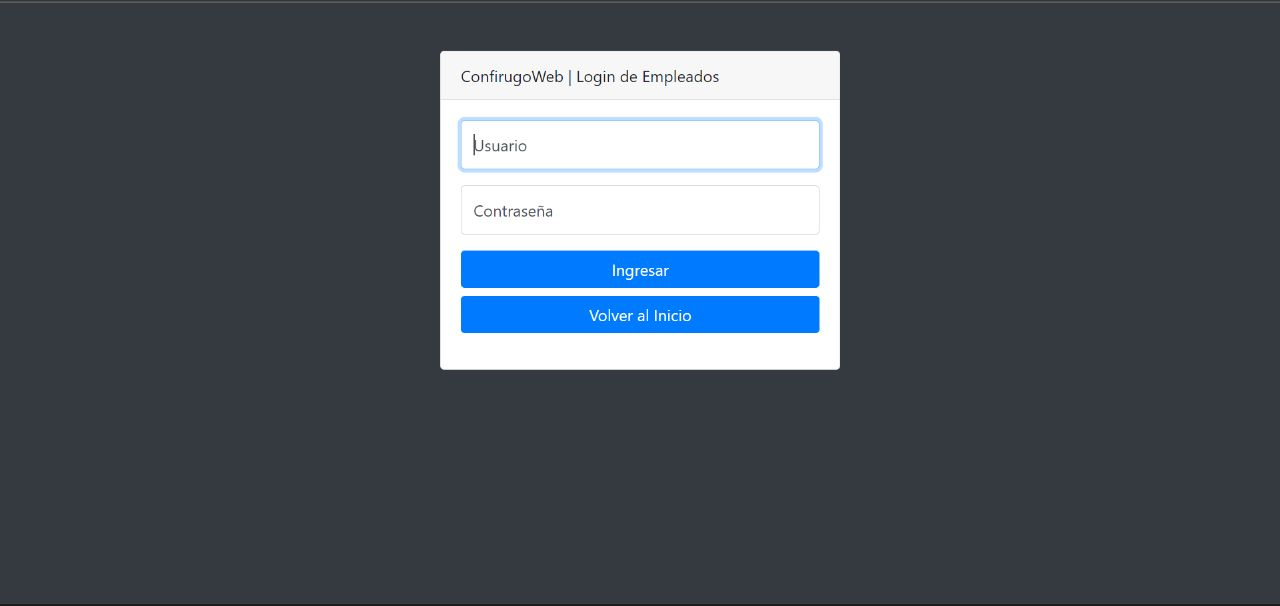 ConfirugoWeb | Login de Empleados
Usuario
Contraseña
Ingresar
Volver al Inicio